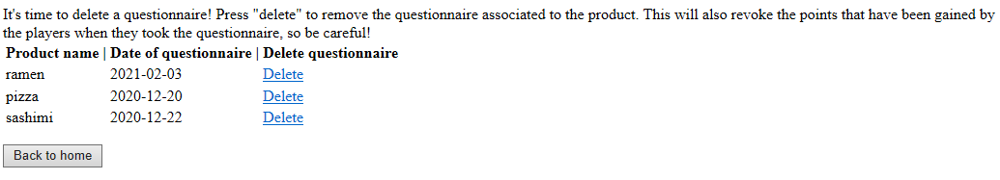 It's time to delete a questionnaire! Press "delete" to remove the questionnaire associated to the product. This will also revoke the points that have been gained by
the players when they took the questionnaire, so be careful!
Product name | Date of questionnaire | Delete questionnaire
ramen 2021-02-03 Delete
pizza 2020-12-20 Delete
sashimi 2020-12-22 Delete
Back to home